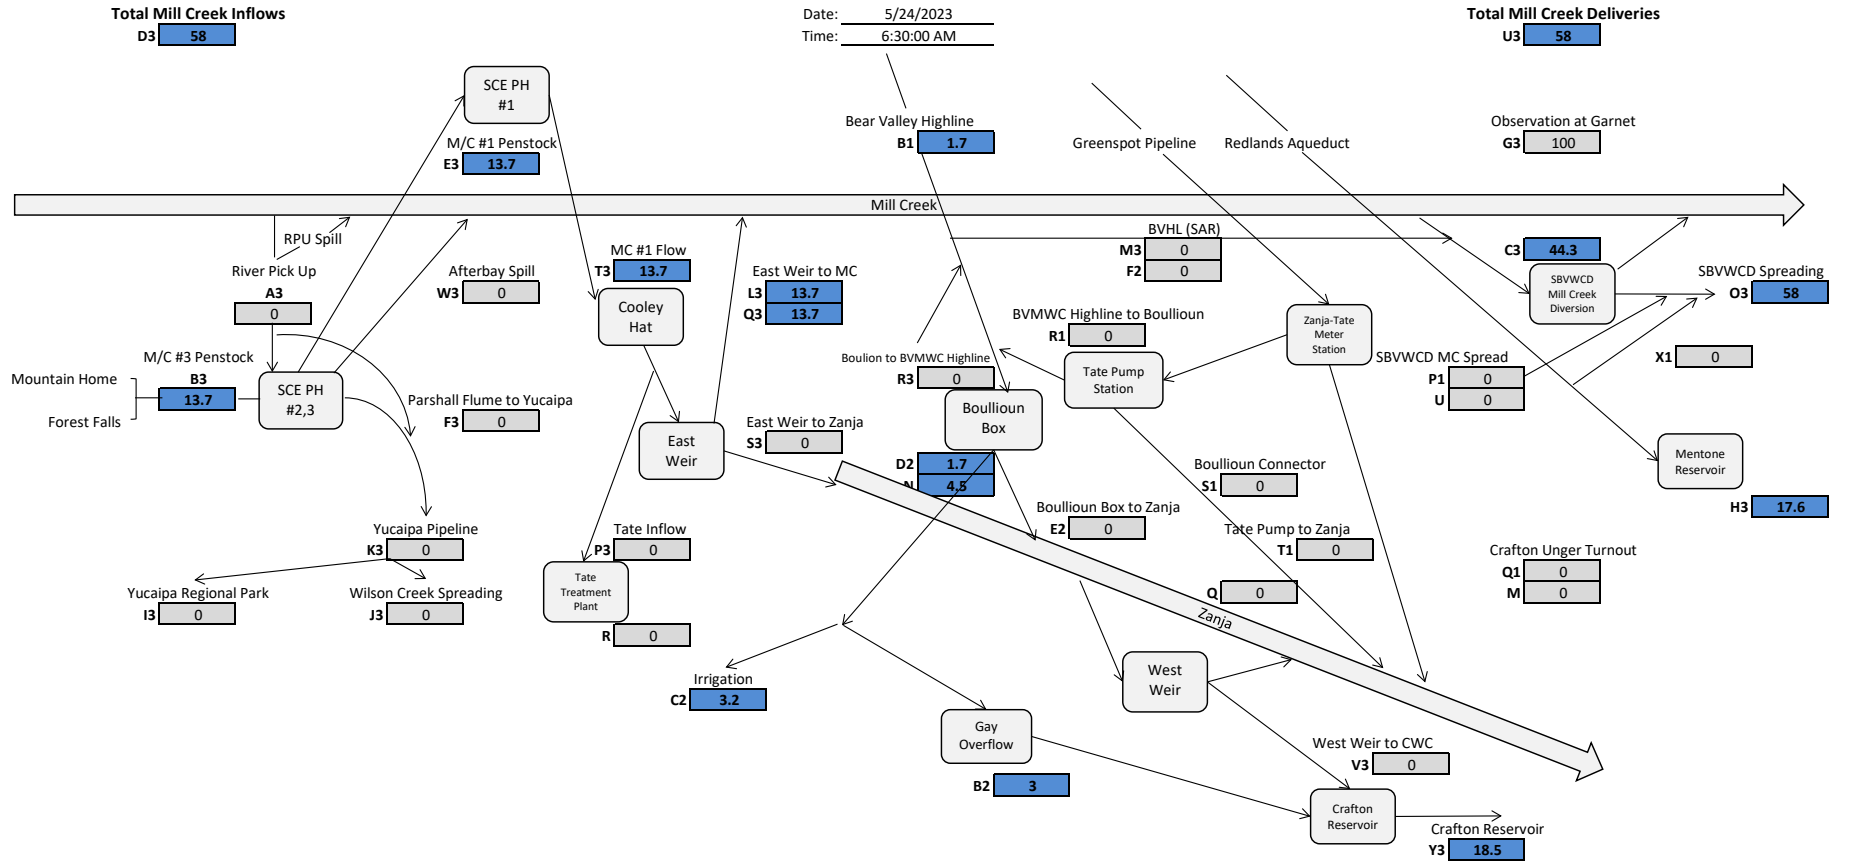 Total Mill Creek Inflows
D3 58
Date: 5/24/2023
Time: 6:30:00 AM
Total Mill Creek Deliveries
U3 58
SCE PH
#1
M/C #1 Penstock
E3 13.7
Bear Valley Highline
B1 1.7
Greenspot Pipeline
Redlands Aqueduct
Observation at Garnet
G3 100
Mill Creek
RPU Spill
River Pick Up
A3
0
Afterbay Spill
W3 0
MC #1 Flow
T3 13.7
Cooley
Hat
East Weir to MC
L3 13.7
Q3 13.7
BVHL (SAR)
M3 0
F2 0
C3 44.3
SBVWCD
Mill Creek
Diversion
SBVWCD Spreading
O3 58
BVMWC Highline to Boullioun
R1 0
Zanja-Tate
Meter
Station
M/C #3 Penstock
B3
13.7
Mountain Home
Forest Falls
SCE PH
#2,3
Boulion to BVMWC Highline
R3 0
Tate Pump
Station
SBVWCD MC Spread
P1 0
U 0
X1 0
Parshall Flume to Yucaipa
F3 0
Boullioun
Box
East Weir to Zanja
S3 0
East
Weir
D2 1.7
N 4.5
Boullioun Connector
S1 0
Mentone
Reservoir
H3 17.6
Boullioun Box to Zanja
E2 0
Yucaipa Pipeline
K3 0
Tate Inflow
P3 0
Tate Pump to Zanja
T1 0
Crafton Unger Turnout
Q1 0
M 0
Yucaipa Regional Park
I3 0
Wilson Creek Spreading
J3 0
Tate
Treatment
Plant
R 0
Q 0
Zanja
Irrigation
C2 3.2
West
Weir
Gay
Overflow
B2 3
West Weir to CWC
V3 0
Crafton
Reservoir
Crafton Reservoir
Y3 18.5